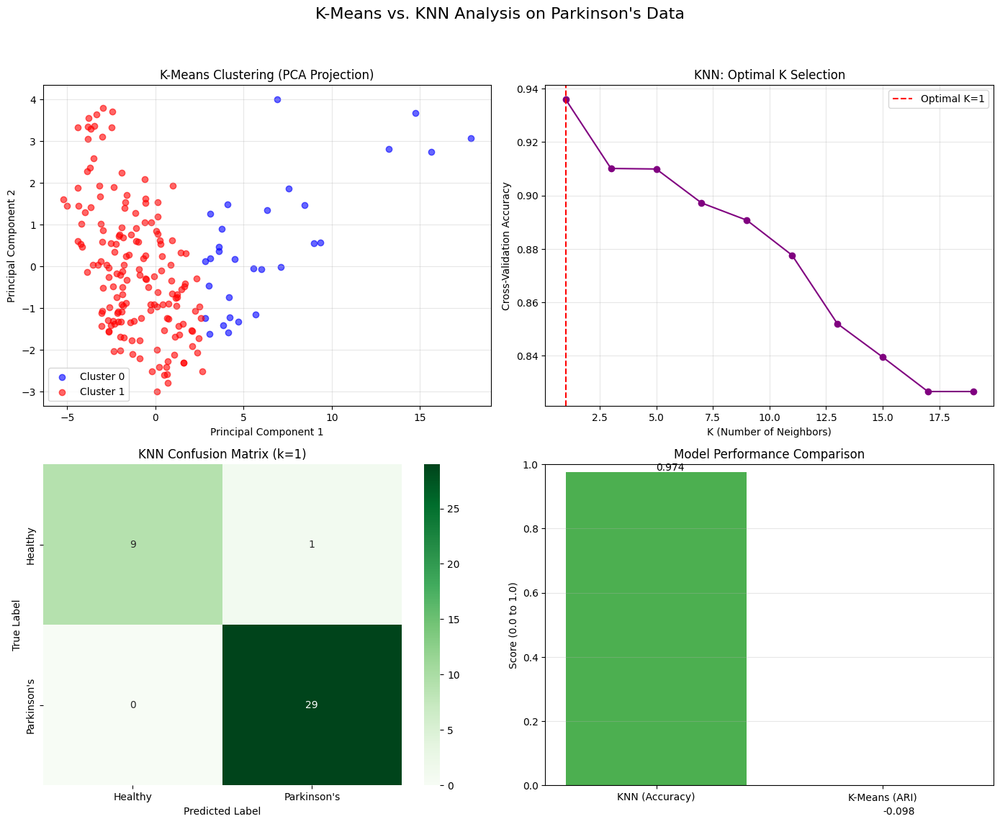 K-Means vs. KNN Analysis on Parkinson's Data
K-Means Clustering (PCA Projection)
Principal Component 2
4
3
2
1
0
−1
−2
−3
Cluster 0
Cluster 1
−5
0
5
10
15
Principal Component 1
KNN: Optimal K Selection
Cross-Validation Accuracy
0.94
0.92
0.90
0.88
0.86
0.84
Optimal K=1
2.5
5.0
7.5
10.0
12.5
15.0
17.5
K (Number of Neighbors)
KNN Confusion Matrix (k=1)
True Label
Healthy
Parkinson's
9
1
0
29
Healthy
Parkinson's
Predicted Label
25
20
15
10
5
0
Model Performance Comparison
Score (0.0 to 1.0)
1.0
0.8
0.6
0.4
0.2
0.0
0.974
KNN (Accuracy)
K-Means (ARI)
-0.098